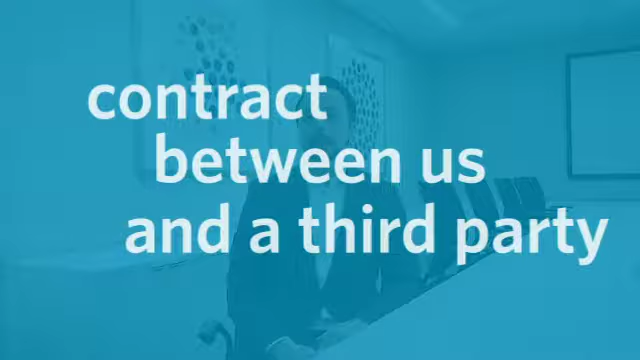 contract
between us
and a third party